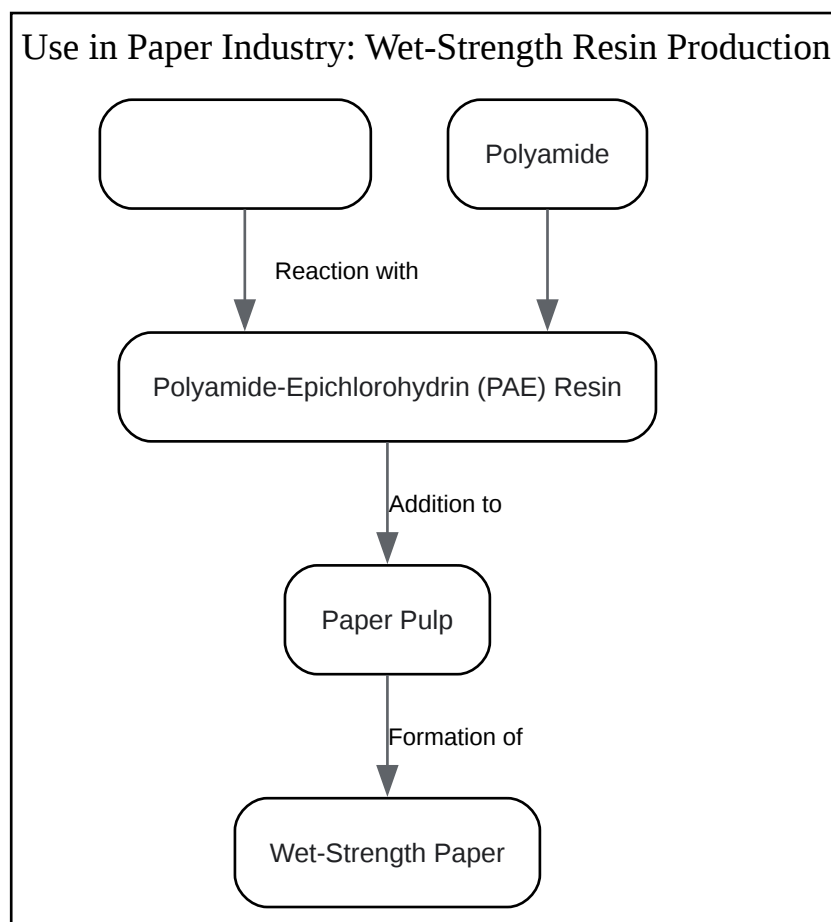 Use in Paper Industry: Wet-Strength Resin Production
Polyamide
Reaction with
Polyamide-Epichlorohydrin (PAE) Resin
Addition to
Paper Pulp
Formation of
Wet-Strength Paper